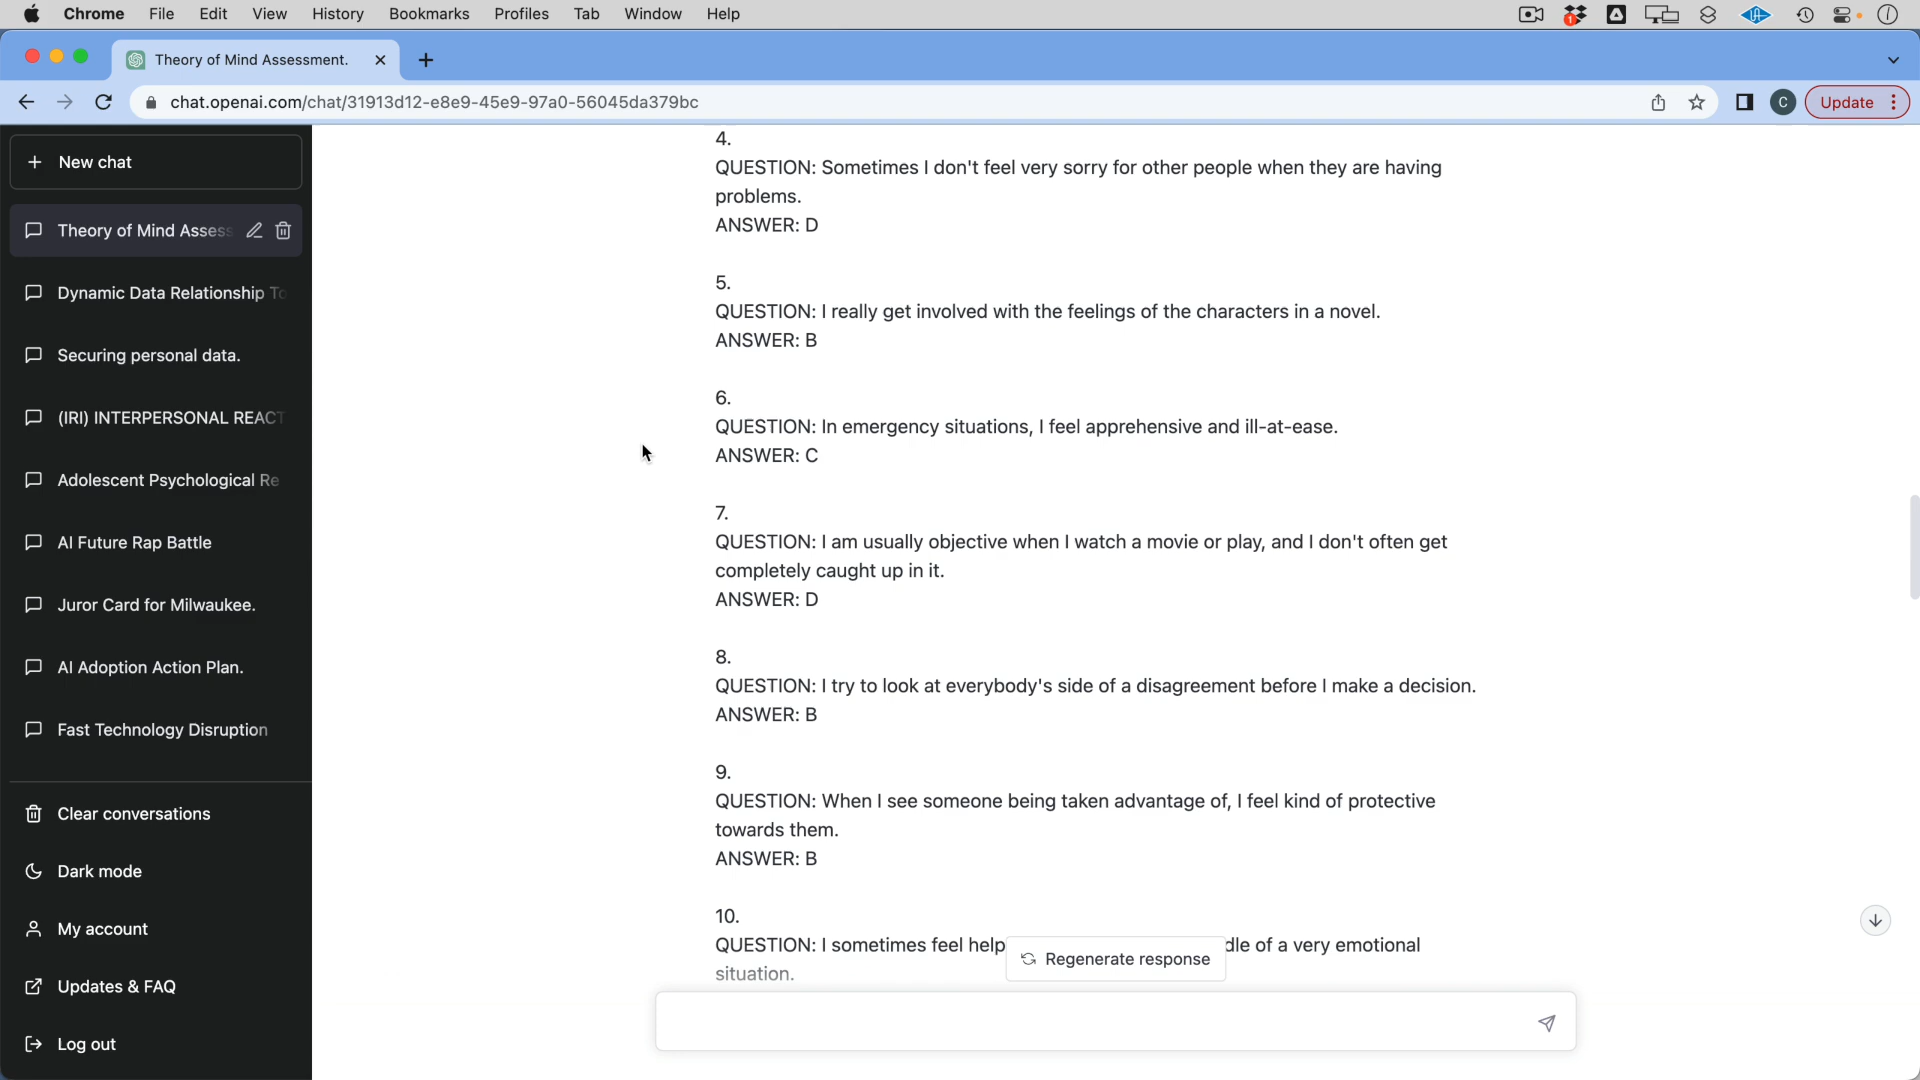 Chrome File Edit View History Bookmarks Profiles Tab Window Help
Theory of Mind Assessment.
chat.openai.com/chat/31913d12-e8e9-45e9-97a0-56045da379bc
C
Update
New chat
Theory of Mind Assess
Dynamic Data Relationship To
Securing personal data.
(IRI) INTERPERSONAL REACT
Adolescent Psychological Re
AI Future Rap Battle
Juror Card for Milwaukee.
AI Adoption Action Plan.
Fast Technology Disruption
Clear conversations
Dark mode
My account
Updates & FAQ
Log out
4.
QUESTION: Sometimes I don't feel very sorry for other people when they are having
problems.
ANSWER: D
5.
QUESTION: I really get involved with the feelings of the characters in a novel.
ANSWER: B
6.
QUESTION: In emergency situations, I feel apprehensive and ill-at-ease.
ANSWER: C
7.
QUESTION: I am usually objective when I watch a movie or play, and I don't often get
completely caught up in it.
ANSWER: D
8.
QUESTION: I try to look at everybody's side of a disagreement before I make a decision.
ANSWER: B
9.
QUESTION: When I see someone being taken advantage of, I feel kind of protective
towards them.
ANSWER: B
10.
QUESTION: I sometimes feel help dle of a very emotional
situation.
Regenerate response